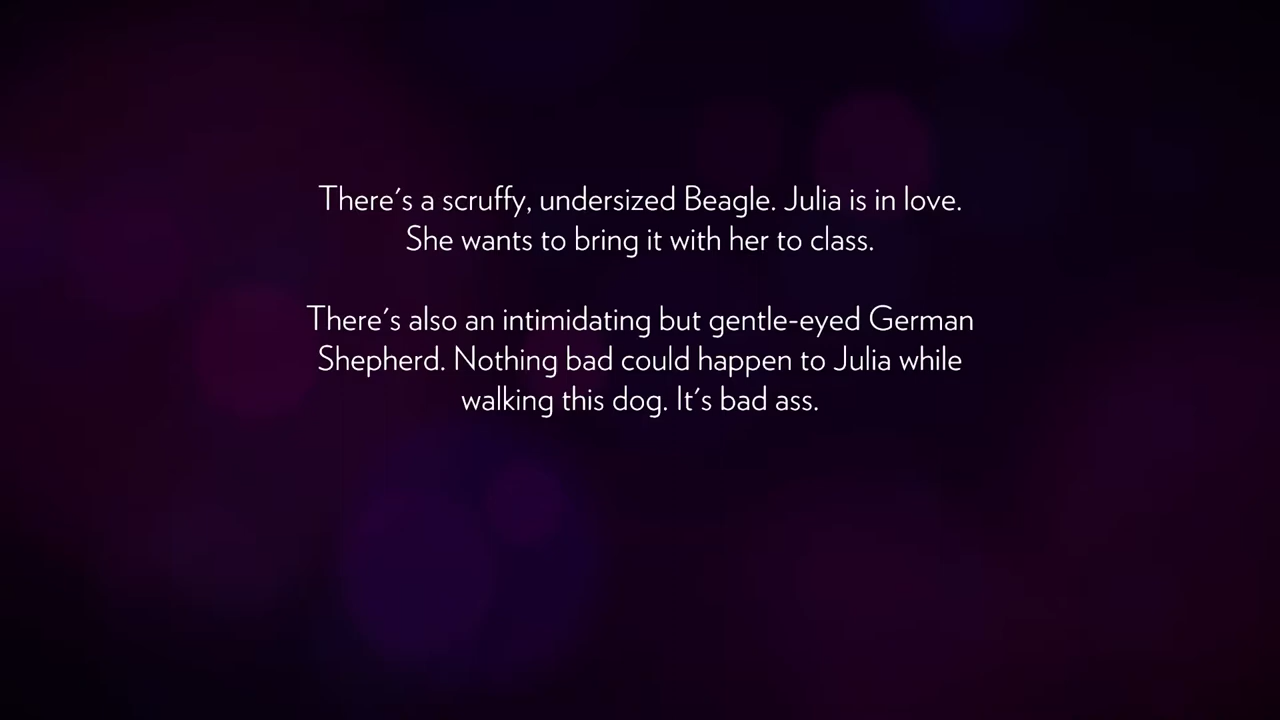 There's a scruffy, undersized Beagle. Julia is in love.
She wants to bring it with her to class.
There's also an intimidating but gentle-eyed German
Shepherd. Nothing bad could happen to Julia while
walking this dog. It's bad ass.